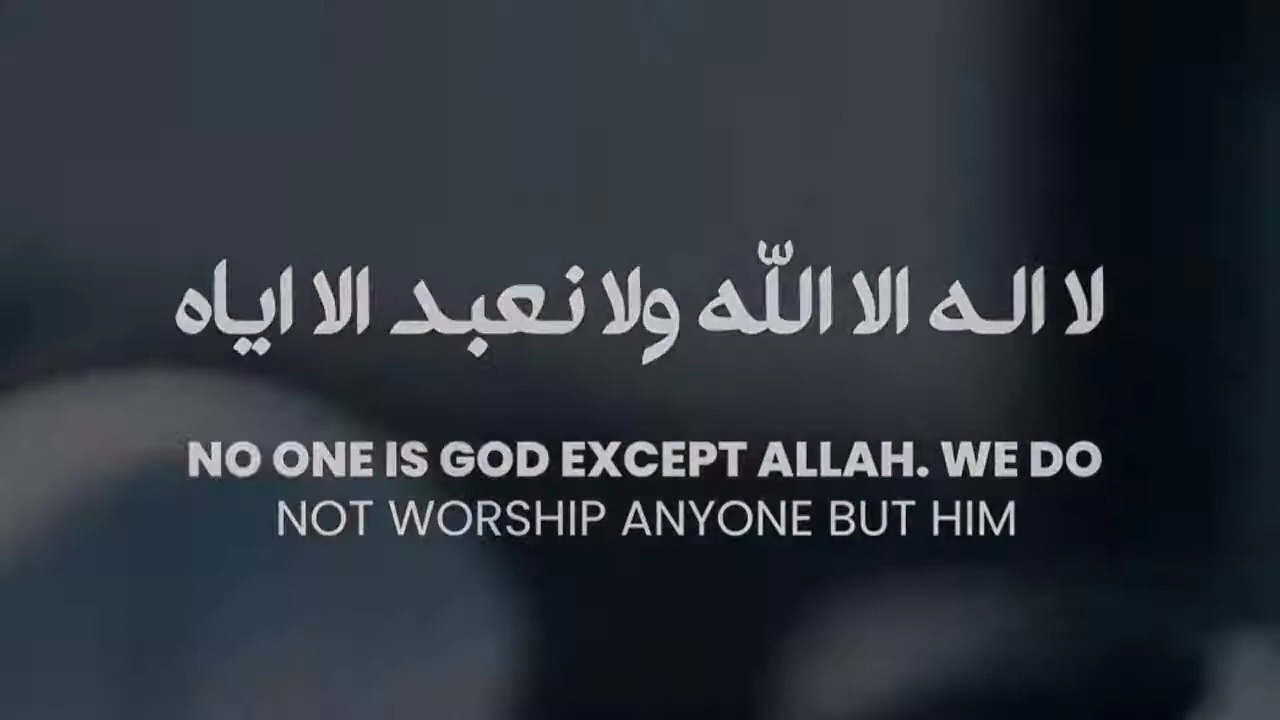 لا اله الا اللّه ولا نعبد الا اياه
NO ONE IS GOD EXCEPT ALLAH. WE DO
NOT WORSHIP ANYONE BUT HIM